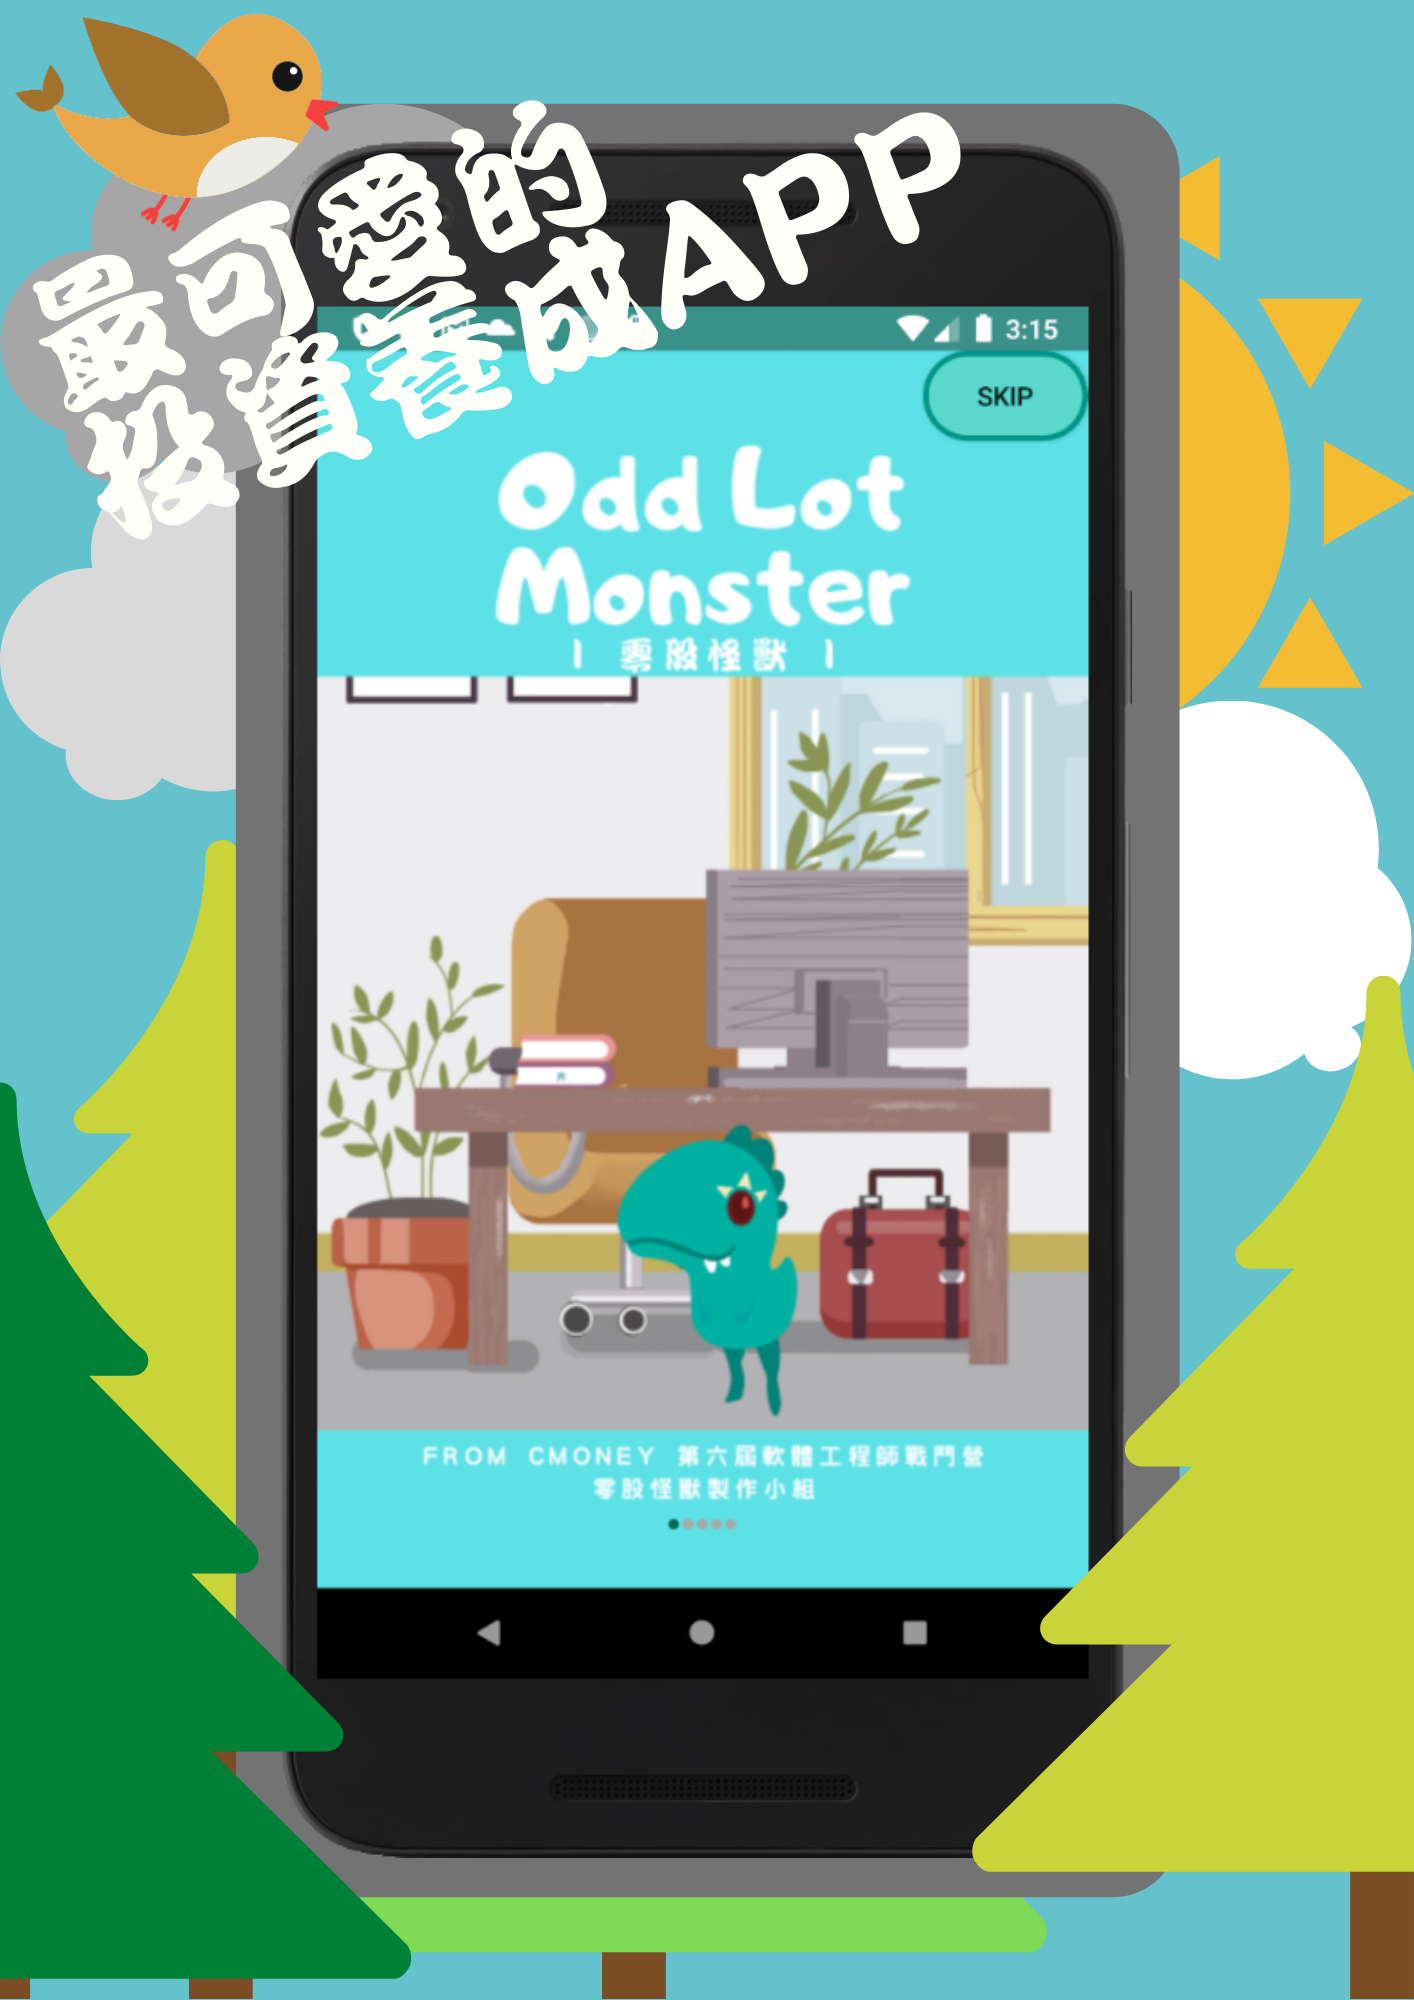 最可愛的
投資養成APP
3:15
SKIP
Odd Lot
Monster
| 零股怪獸 |
FROM CMONEY 第六屆軟體工程師戰鬥營
零股怪獸製作小組